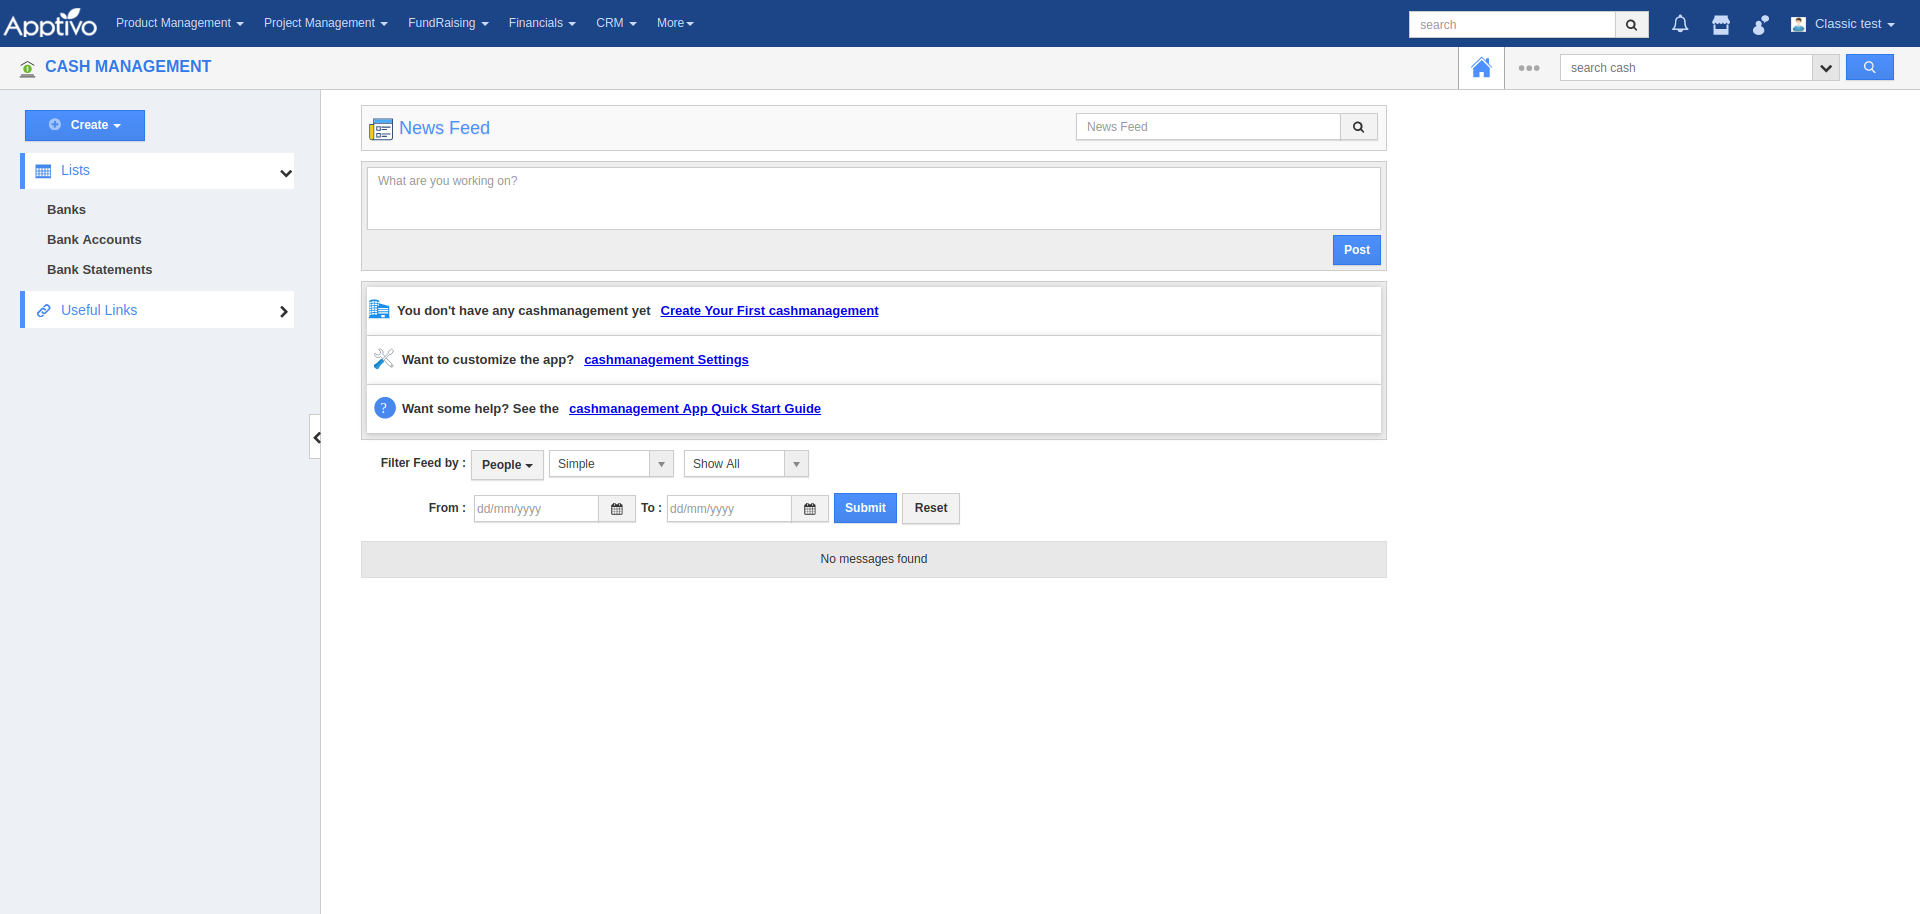 Apptivo Product Management Project Management FundRaising Financials CRM More search Classic test
CASH MANAGEMENT search cash
Create
Lists
Banks
Bank Accounts
Bank Statements
Useful Links
News Feed News Feed
What are you working on?
Post
You don't have any cashmanagement yet Create Your First cashmanagement
Want to customize the app? cashmanagement Settings
? Want some help? See the cashmanagement App Quick Start Guide
Filter Feed by : People Simple Show All
From : dd/mm/yyyy To : dd/mm/yyyy Submit Reset
No messages found